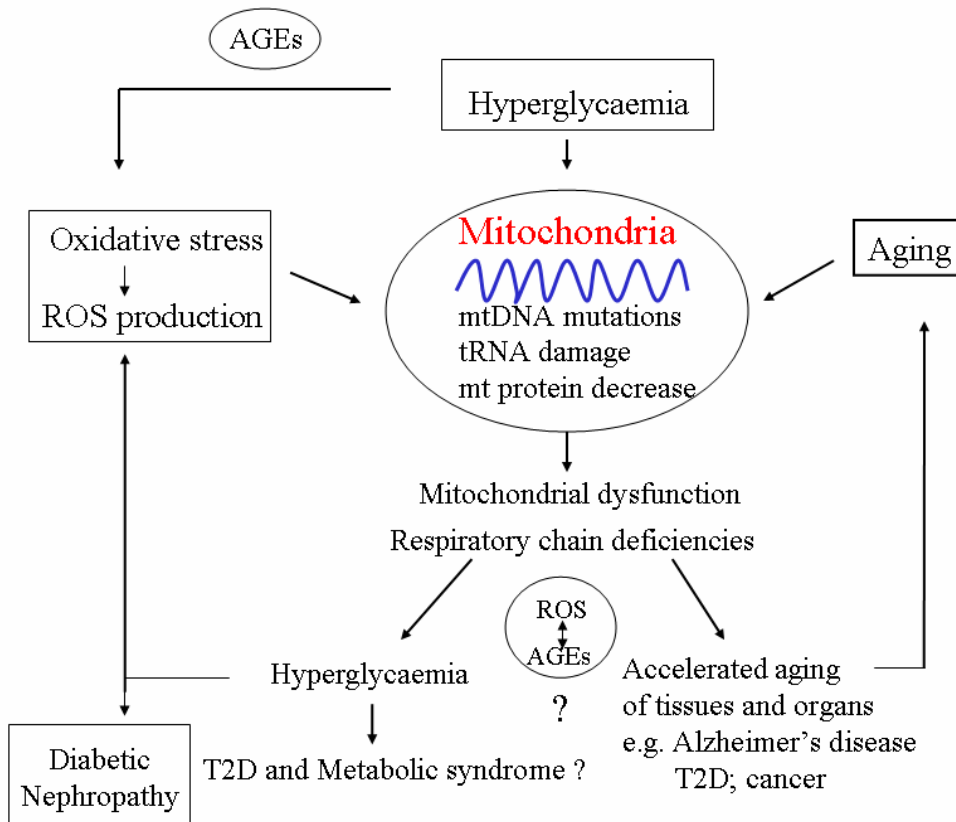 AGEs
Hyperglycaemia
Oxidative stress
ROS production
Mitochondria
mtDNA mutations
tRNA damage
mt protein decrease
Aging
Mitochondrial dysfunction
Respiratory chain deficiencies
ROS
AGEs
?
Hyperglycaemia
T2D and Metabolic syndrome ?
Accelerated aging
of tissues and organs
e.g. Alzheimer's disease
T2D; cancer
Diabetic
Nephropathy